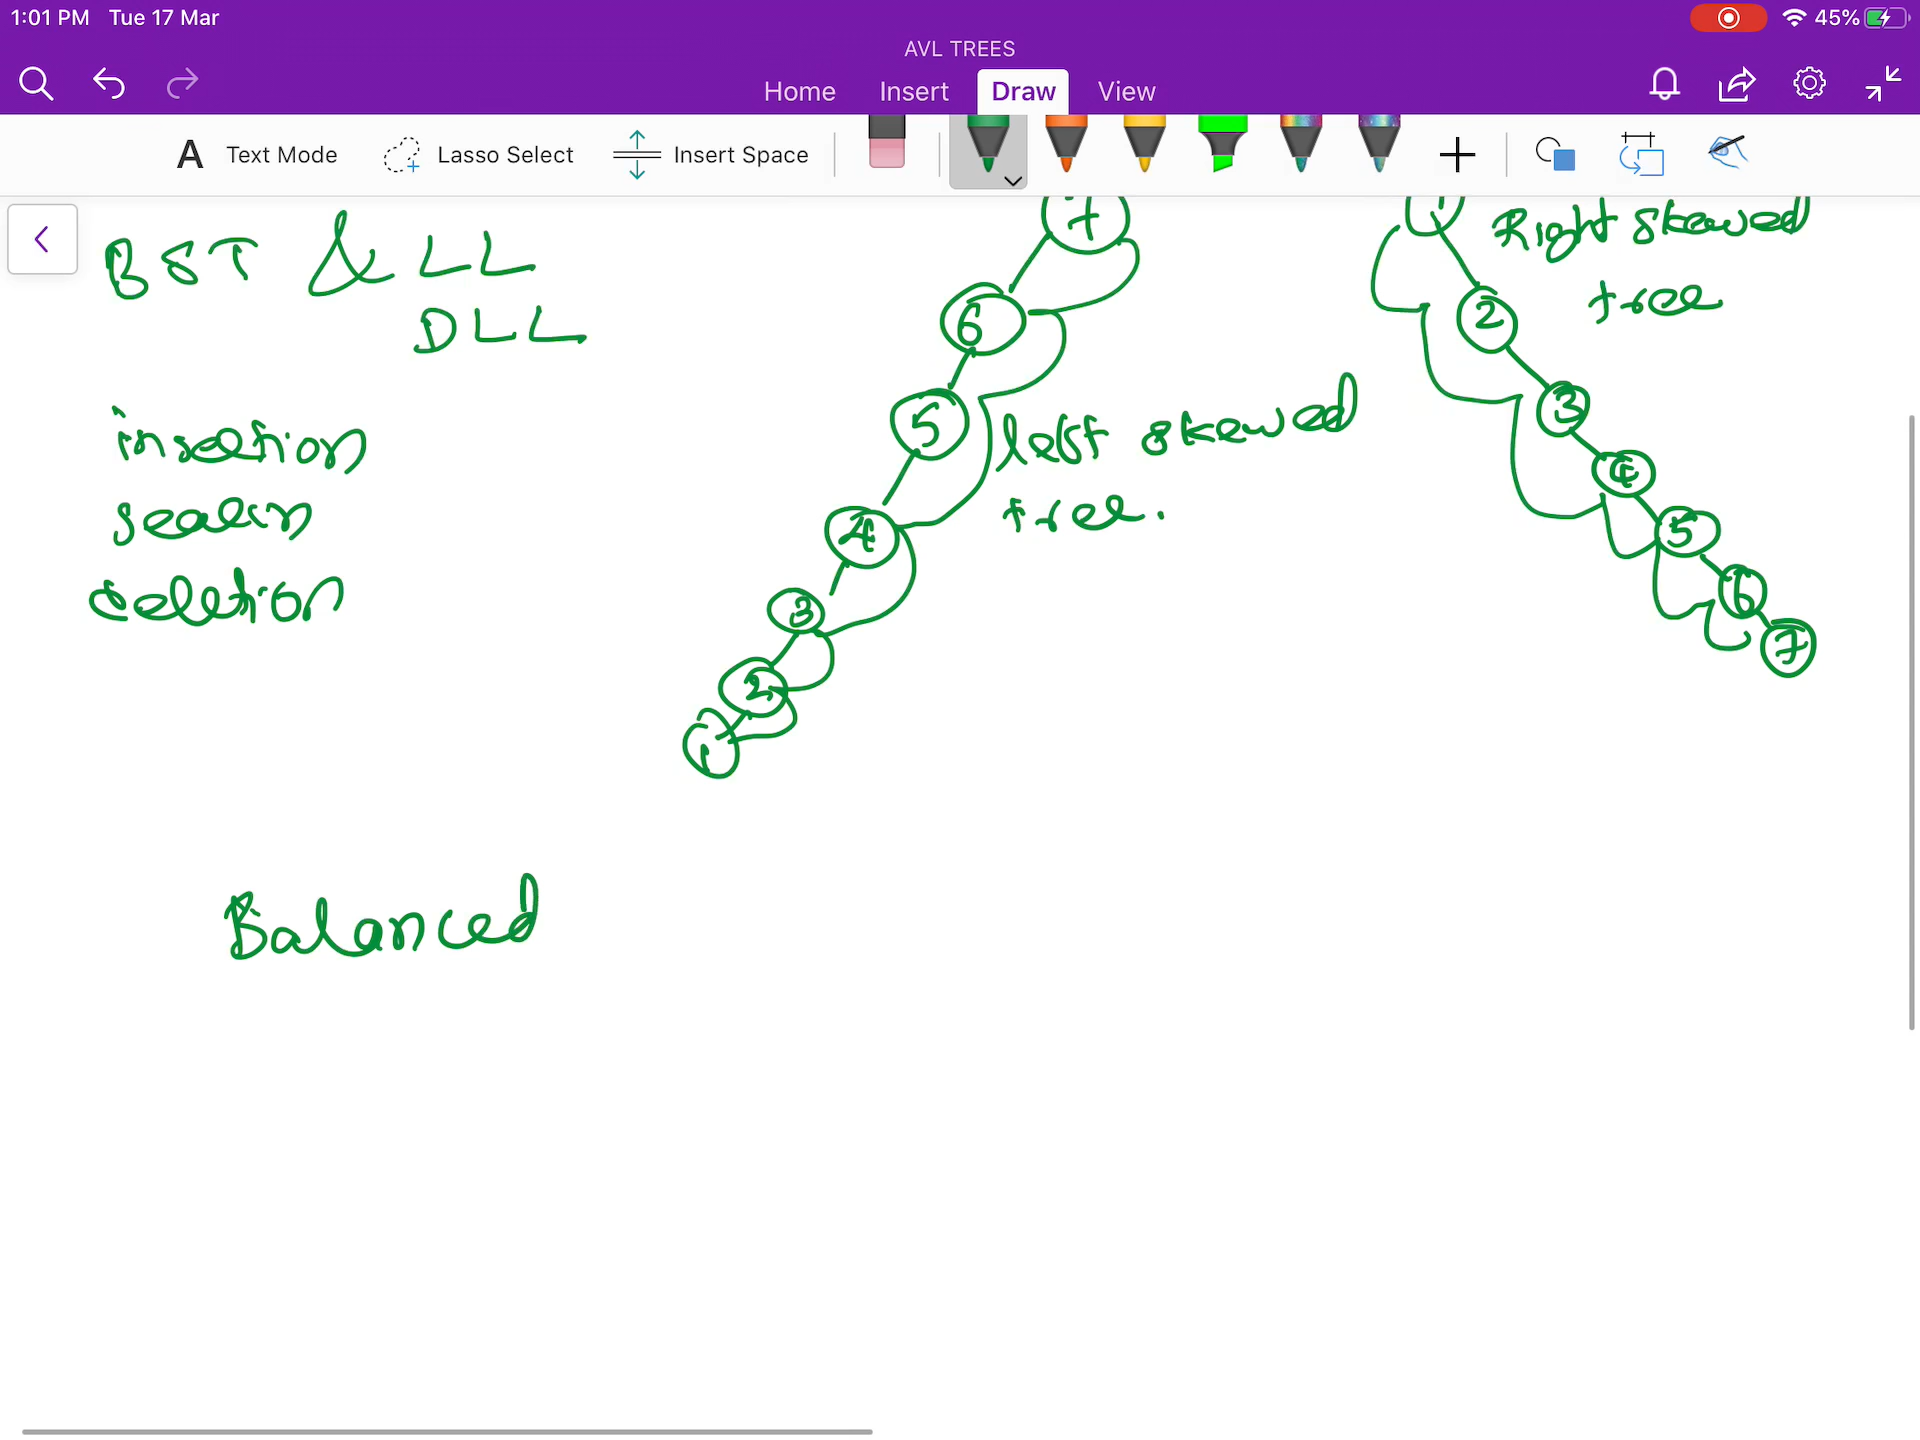 1:01 PM Tue 17 Mar
45%
AVL TREES
Home Insert Draw View
A Text Mode Lasso Select Insert Space
BST & LL
DLL
insertion
search
deletion
7
6
5
4
3
2
1
left skewed
tree.
1
2
3
4
5
6
7
Right skewed
tree
Balanced